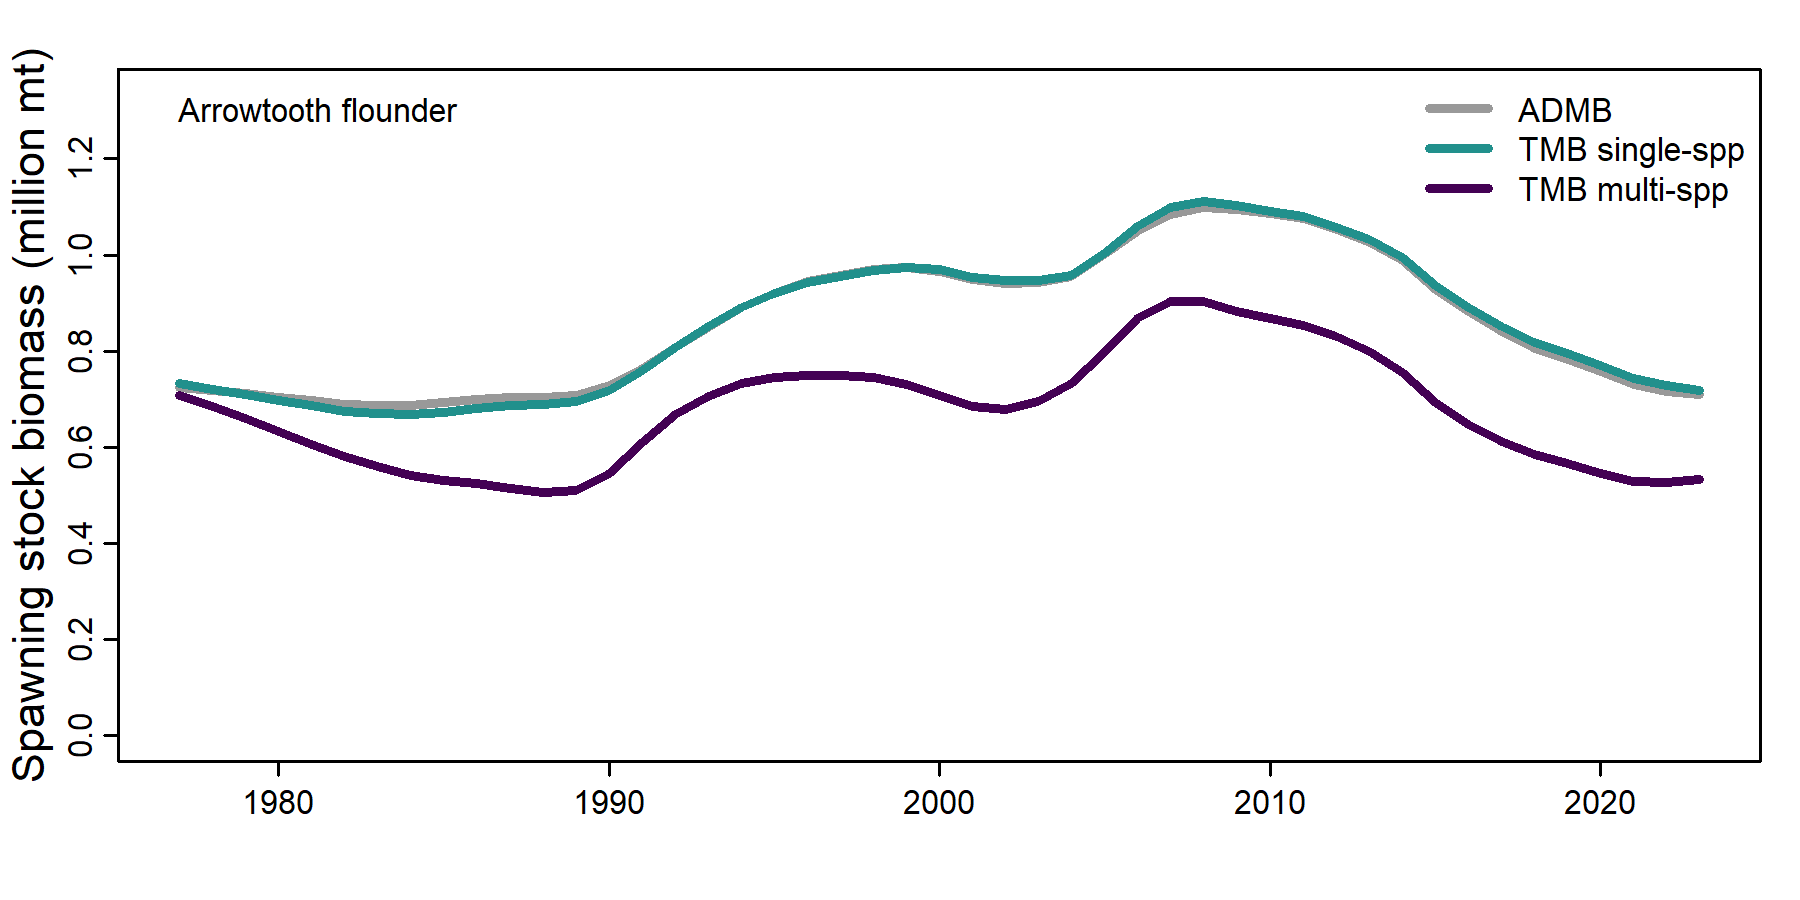 Arrowtooth flounder
ADMB
TMB single-spp
TMB multi-spp
Spawning stock biomass (million mt)
1.2
1.0
0.8
0.6
0.4
0.2
0.0
1980 1990 2000 2010 2020